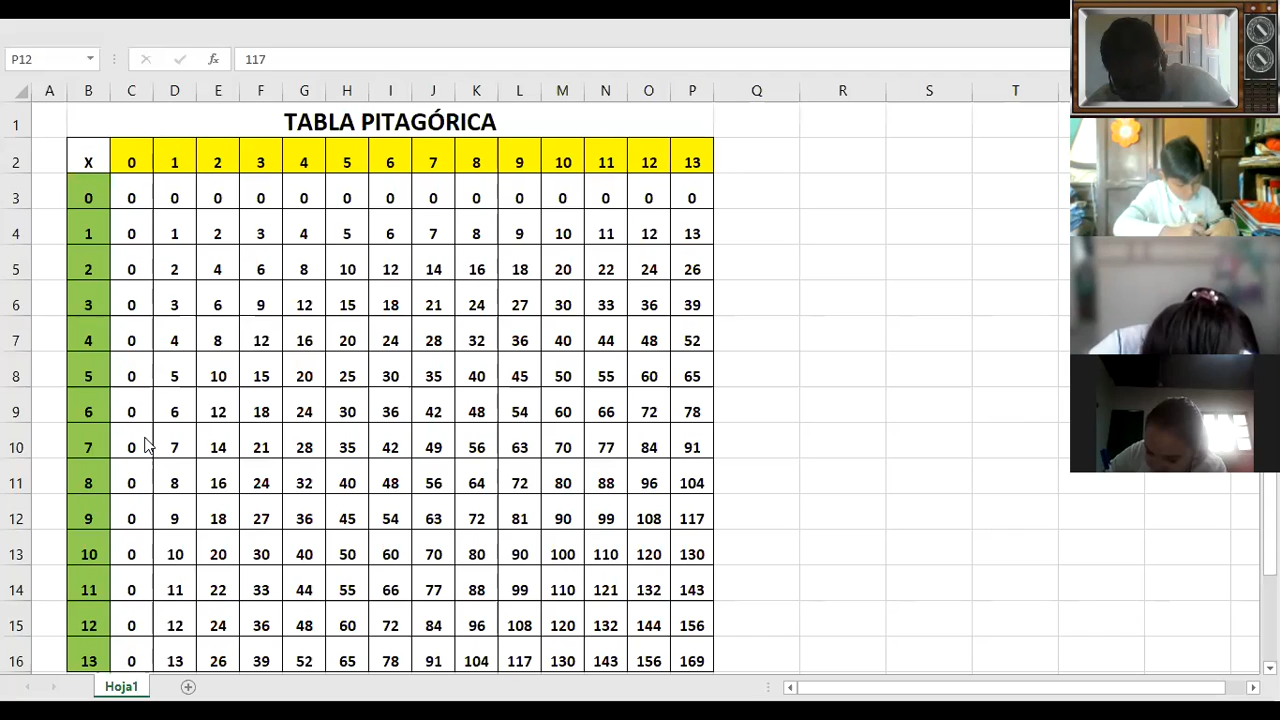 P12 117
A B C D E F G H I J K L M N O P Q R S T
1 TABLA PITAGÓRICA
2 X 0 1 2 3 4 5 6 7 8 9 10 11 12 13
3 0 0 0 0 0 0 0 0 0 0 0 0 0 0 0
4 1 0 1 2 3 4 5 6 7 8 9 10 11 12 13
5 2 0 2 4 6 8 10 12 14 16 18 20 22 24 26
6 3 0 3 6 9 12 15 18 21 24 27 30 33 36 39
7 4 0 4 8 12 16 20 24 28 32 36 40 44 48 52
8 5 0 5 10 15 20 25 30 35 40 45 50 55 60 65
9 6 0 6 12 18 24 30 36 42 48 54 60 66 72 78
10 7 0 7 14 21 28 35 42 49 56 63 70 77 84 91
11 8 0 8 16 24 32 40 48 56 64 72 80 88 96 104
12 9 0 9 18 27 36 45 54 63 72 81 90 99 108 117
13 10 0 10 20 30 40 50 60 70 80 90 100 110 120 130
14 11 0 11 22 33 44 55 66 77 88 99 110 121 132 143
15 12 0 12 24 36 48 60 72 84 96 108 120 132 144 156
16 13 0 13 26 39 52 65 78 91 104 117 130 143 156 169
Hoja1